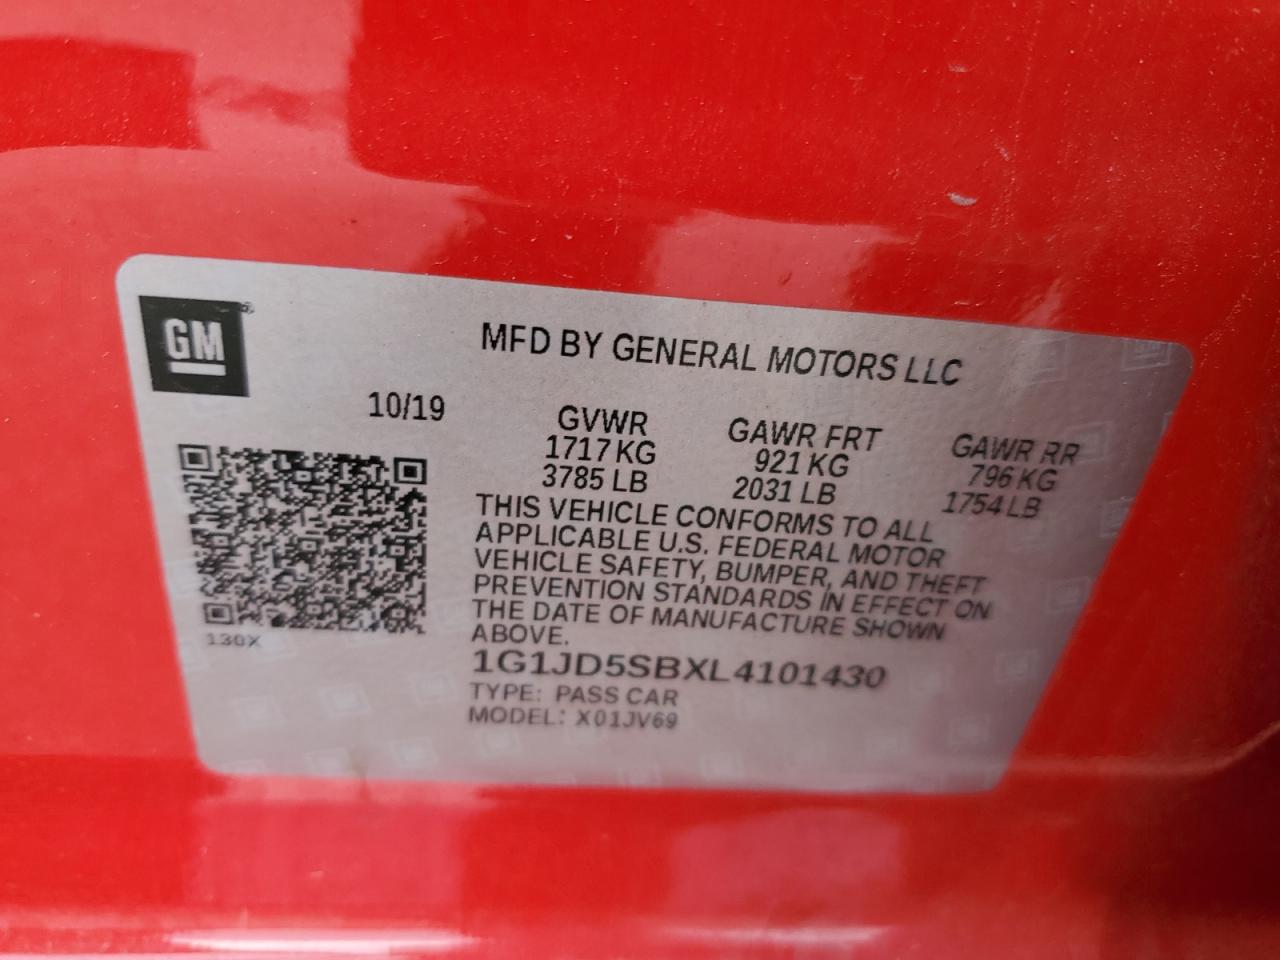 GM
MFD BY GENERAL MOTORS LLC
10/19
GVWR GAWR FRT GAWR RR
1717 KG 921 KG 796 KG
3785 LB 2031 LB 1754 LB
THIS VEHICLE CONFORMS TO ALL
APPLICABLE U.S. FEDERAL MOTOR
VEHICLE SAFETY, BUMPER, AND THEFT
PREVENTION STANDARDS IN EFFECT ON
THE DATE OF MANUFACTURE SHOWN
ABOVE.
130X
1G1JD5SBXL4101430
TYPE: PASS CAR
MODEL: X01JV69